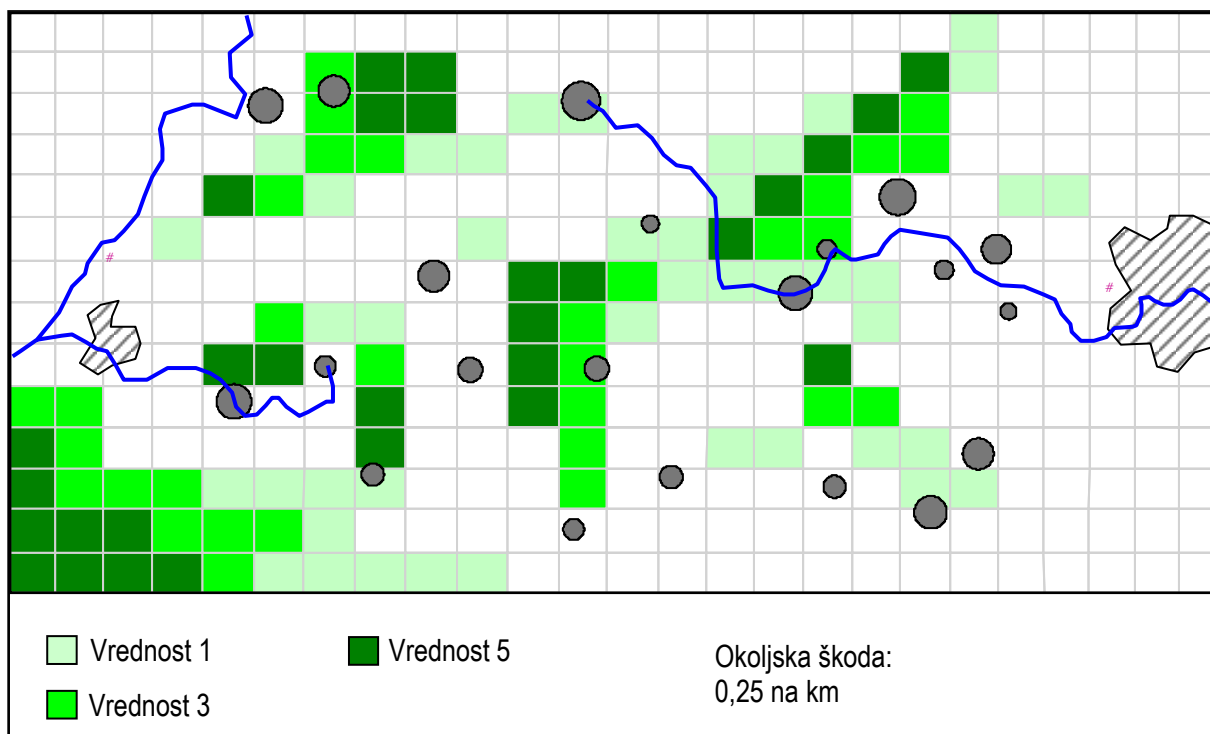 #
#
Vrednost 1
Vrednost 5
Vrednost 3
Okoljska škoda:
0,25 na km